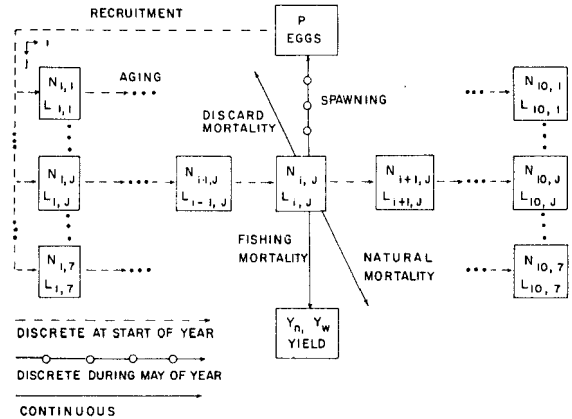 RECRUITMENT
P
EGGS
i
J
AGING
SPAWNING
DISCARD
MORTALITY
N1,1
L1,1
N10,1
L10,1
N1,J
L1,J
Ni-1,J
Li-1,J
Ni,J
Li,J
Ni+1,J
Li+1,J
N10,J
L10,J
FISHING
MORTALITY
NATURAL
MORTALITY
N1,7
L1,7
N10,7
L10,7
Yn, Yw
YIELD
DISCRETE AT START OF YEAR
DISCRETE DURING MAY OF YEAR
CONTINUOUS